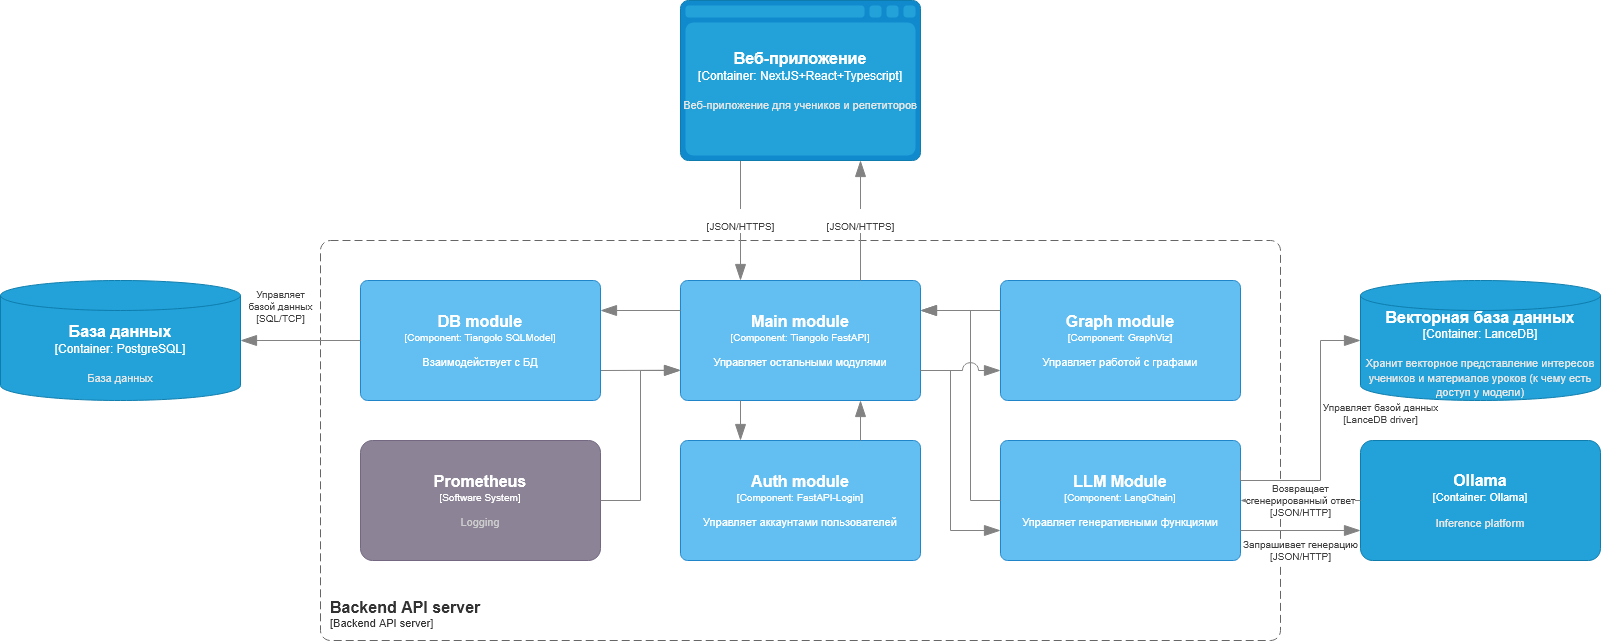 Веб-приложение
[Container: NextJS+React+Typescript]
Веб-приложение для учеников и репетиторов
[JSON/HTTPS]
[JSON/HTTPS]
База данных
[Container: PostgreSQL]
База данных
Управляет
базой данных
[SQL/TCP]
DB module
[Component: Tiangolo SQLModel]
Взаимодействует с БД
Main module
[Component: Tiangolo FastAPI]
Управляет остальными модулями
Graph module
[Component: GraphViz]
Управляет работой с графами
Векторная база данных
[Container: LanceDB]
Хранит векторное представление интересов
учеников и материалов уроков (к чему есть
доступ у модели)
Управляет базой данных
[LanceDB driver]
Prometheus
[Software System]
Logging
Auth module
[Component: FastAPI-Login]
Управляет аккаунтами пользователей
LLM Module
[Component: LangChain]
Управляет генеративными функциями
Возвращает
сгенерированный ответ
[JSON/HTTP]
Запрашивает генерацию
[JSON/HTTP]
Ollama
[Container: Ollama]
Inference platform
Backend API server
[Backend API server]